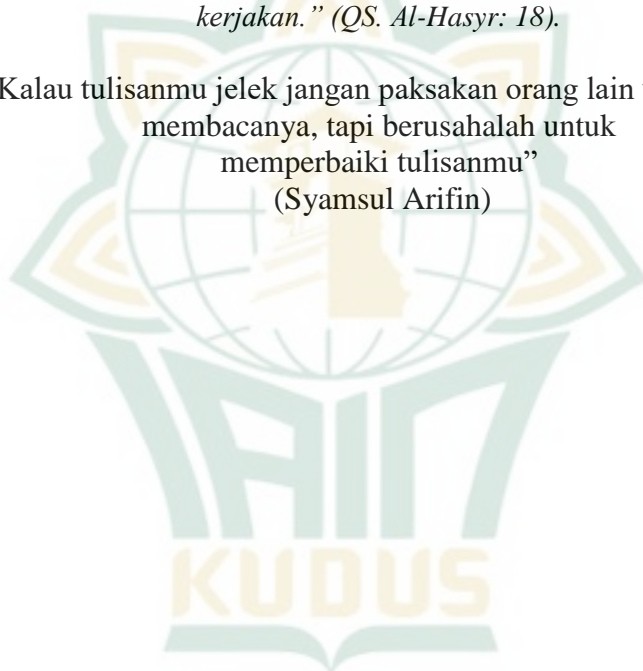 kerjakan.” (QS. Al-Hasyr: 18).
Kalau tulisanmu jelek jangan paksakan orang lain
membacanya, tapi berusahalah untuk
memperbaiki tulisanmu”
(Syamsul Arifin)
IAIN
KUDUS